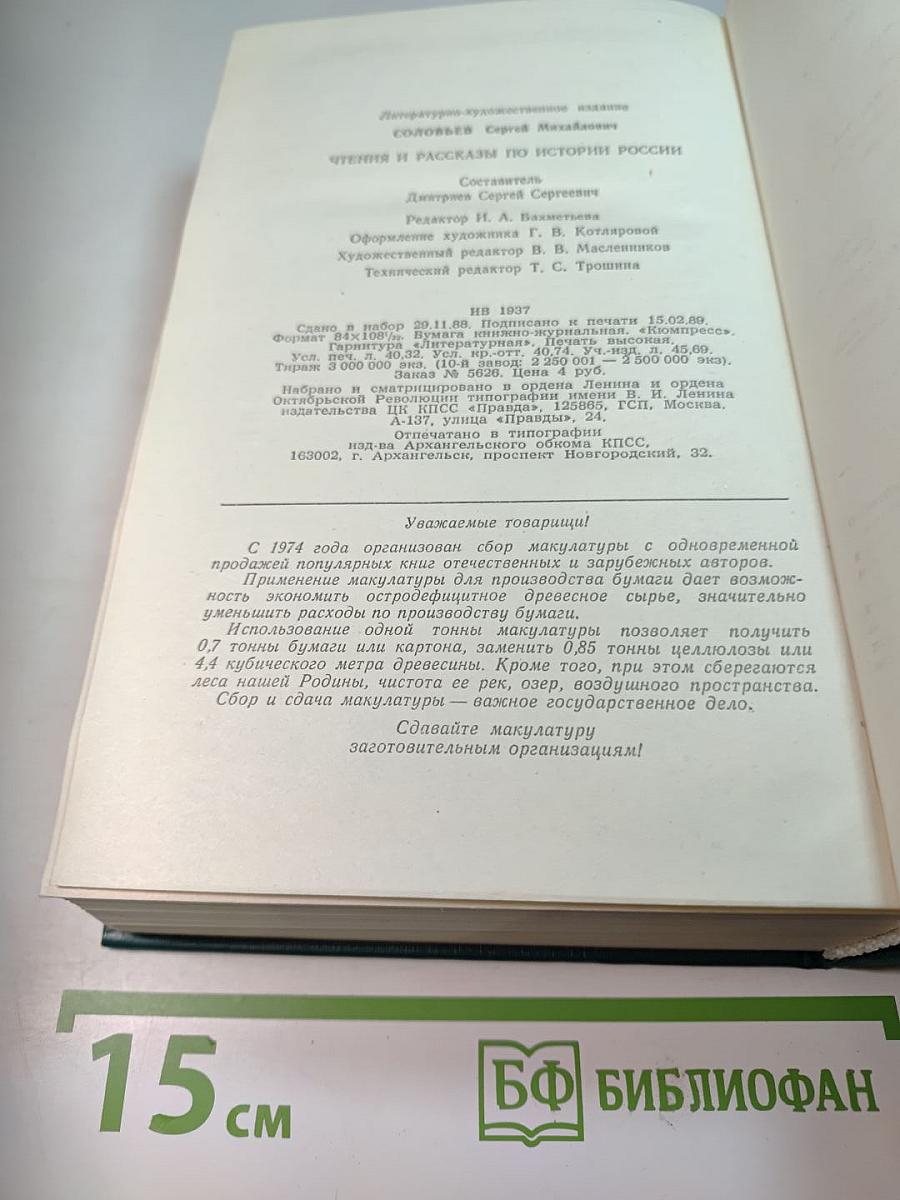 Литературно-художественное издание
СОЛОВЬЕВ Сергей Михайлович
ЧТЕНИЯ И РАССКАЗЫ ПО ИСТОРИИ РОССИИ
Составитель
Дмитриев Сергей Сергеевич
Редактор И. А. Бахметьева
Оформление художника Г. В. Котляровой
Художественный редактор В. В. Масленников
Технический редактор Т. С. Трошина
ИВ 1937
Сдано в набор 29.11.88. Подписано к печати 15.02.89.
Формат 84×108¹/₃₂. Бумага книжно-журнальная. «Кюмпресс».
Гарнитура «Литературная». Печать высокая.
Усл. печ. л. 40,32. Усл. кр.-отт. 40,74. Уч.-изд. л. 45,69.
Тираж 3 000 000 экз. (10-й завод: 2 250 001 — 2 500 000 экз).
Заказ № 5626. Цена 4 руб.
Набрано и сматрицировано в ордена Ленина и ордена
Октябрьской Революции типографии имени В. И. Ленина
издательства ЦК КПСС «Правда», 125865, ГСП, Москва,
А-137, улица «Правды», 24.
Отпечатано в типографии
изд-ва Архангельского обкома КПСС,
163002, г. Архангельск, проспект Новгородский, 32.
Уважаемые товарищи!
С 1974 года организован сбор макулатуры с одновременной
продажей популярных книг отечественных и зарубежных авторов.
Применение макулатуры для производства бумаги дает возмож-
ность экономить остродефицитное древесное сырье, значительно
уменьшить расходы по производству бумаги.
Использование одной тонны макулатуры позволяет получить
0,7 тонны бумаги или картона, заменить 0,85 тонны целлюлозы или
4,4 кубического метра древесины. Кроме того, при этом сберегаются
леса нашей Родины, чистота ее рек, озер, воздушного пространства.
Сбор и сдача макулатуры — важное государственное дело.
Сдавайте макулатуру
заготовительным организациям!
15 см
БФ БИБЛИОФАН